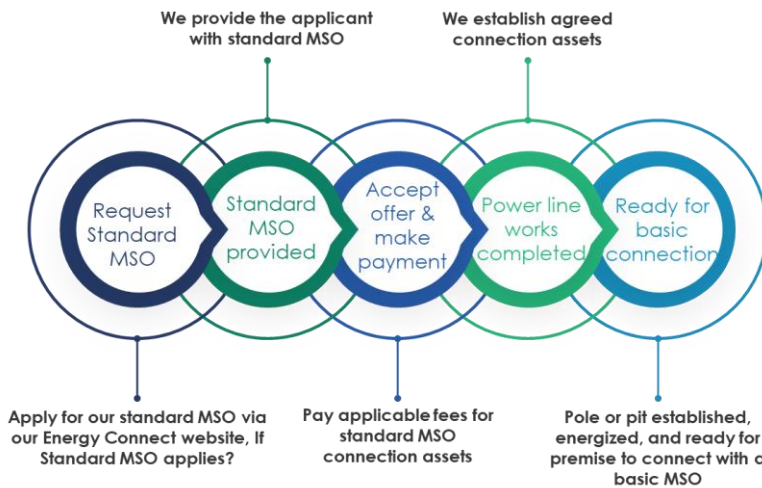 We provide the applicant
with standard MSO
We establish agreed
connection assets
Request
Standard
MSO
Standard
MSO
provided
Accept
offer &
make
payment
Power line
works
completed
Ready for
basic
connection
Apply for our standard MSO via
our Energy Connect website, If
Standard MSO applies?
Pay applicable fees for
standard MSO
connection assets
Pole or pit established,
energized, and ready for
premise to connect with a
basic MSO